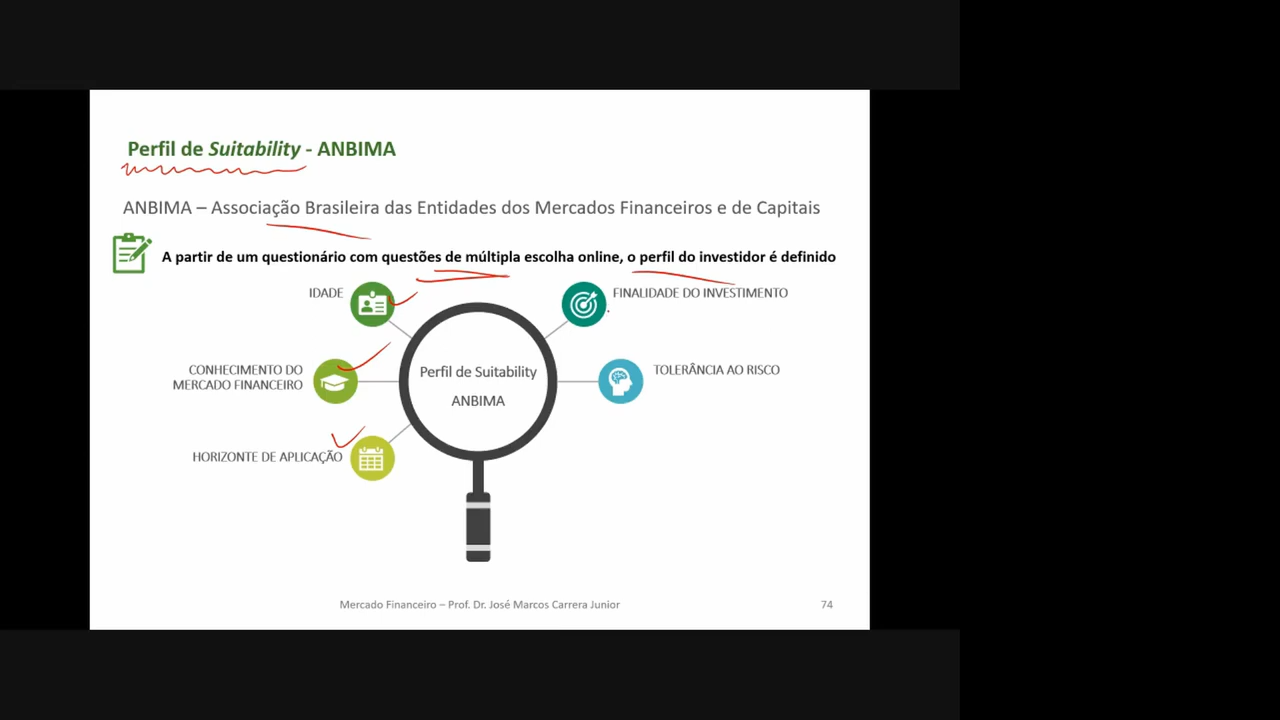 Perfil de Suitability - ANBIMA
ANBIMA – Associação Brasileira das Entidades dos Mercados Financeiros e de Capitais
A partir de um questionário com questões de múltipla escolha online, o perfil do investidor é definido
IDADE
FINALIDADE DO INVESTIMENTO
CONHECIMENTO DO
MERCADO FINANCEIRO
Perfil de Suitability
ANBIMA
TOLERÂNCIA AO RISCO
HORIZONTE DE APLICAÇÃO
Mercado Financeiro – Prof. Dr. José Marcos Carrera Junior
74